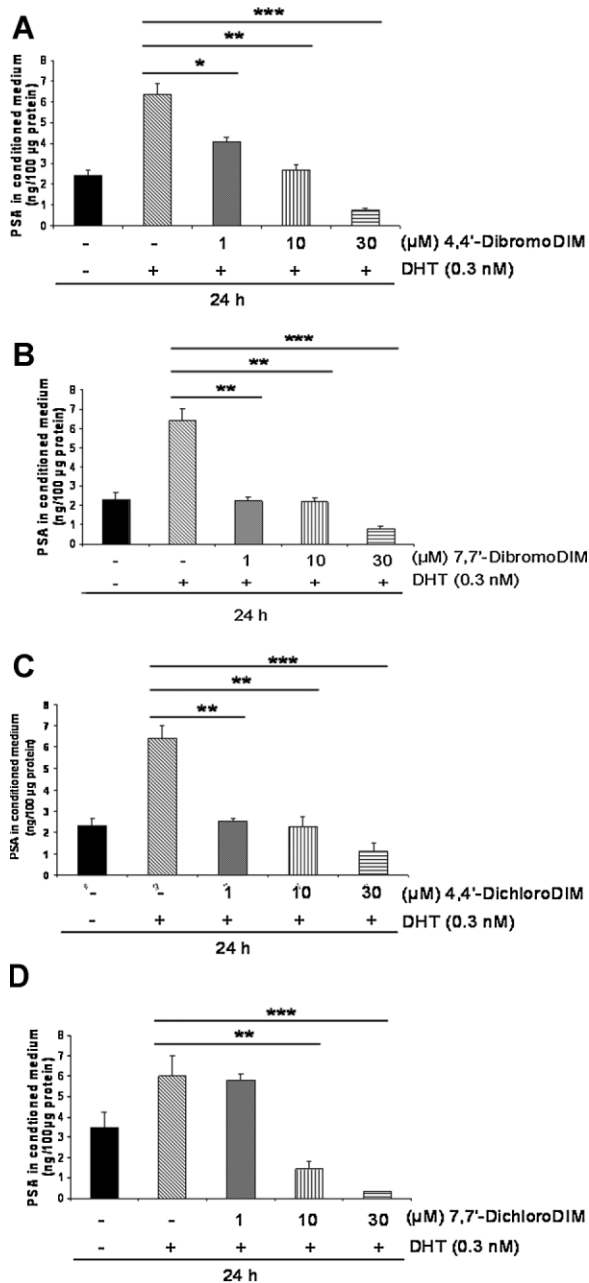 A
***
**
*
PSA in conditioned medium
(ng/100 µg protein)
8
7
6
5
4
3
2
1
0
- - 1 10 30 (µM) 4,4'-DibromoDIM
- + + + + DHT (0.3 nM)
24 h
B
***
**
**
PSA in conditioned medium
(ng/100 µg protein)
8
7
6
5
4
3
2
1
0
- - 1 10 30 (µM) 7,7'-DibromoDIM
- + + + + DHT (0.3 nM)
24 h
C
***
**
**
PSA in conditioned medium
(ng/100 µg protein)
8
7
6
5
4
3
2
1
0
- - 1 10 30 (µM) 4,4'-DichloroDIM
- + + + + DHT (0.3 nM)
24 h
D
***
**
PSA in condtioned medium
(ng/100µg protein)
8
7
6
5
4
3
2
1
0
- - 1 10 30 (µM) 7,7'-DichloroDIM
- + + + + DHT (0.3 nM)
24 h